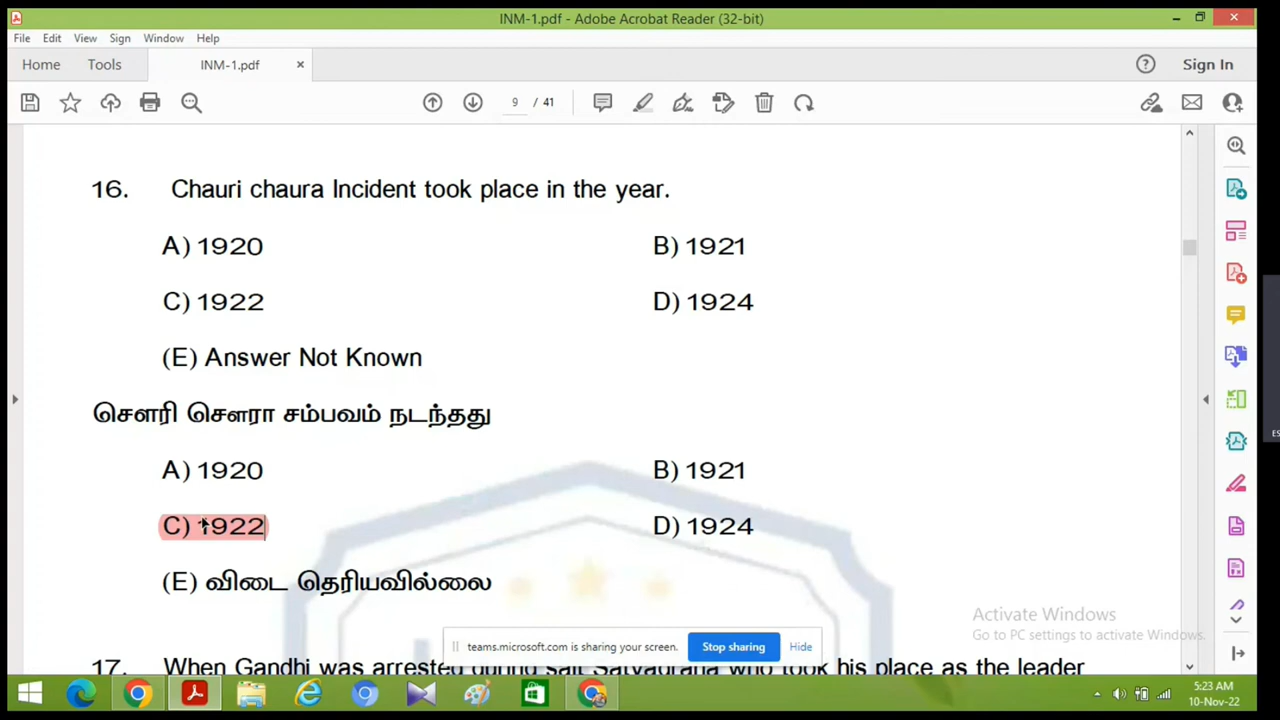 INM-1.pdf - Adobe Acrobat Reader (32-bit)
File Edit View Sign Window Help
Home Tools INM-1.pdf × Sign In
9 / 41
16. Chauri chaura Incident took place in the year.
A) 1920 B) 1921
C) 1922 D) 1924
(E) Answer Not Known
சௌரி சௌரா சம்பவம் நடந்தது
A) 1920 B) 1921
C) 1922 D) 1924
(E) விடை தெரியவில்லை
Activate Windows
Go to PC settings to activate Windows.
teams.microsoft.com is sharing your screen. Stop sharing Hide
17. When Gandhi was arrested during salt Satyagraha who took his place as the leader
5:23 AM
10-Nov-22